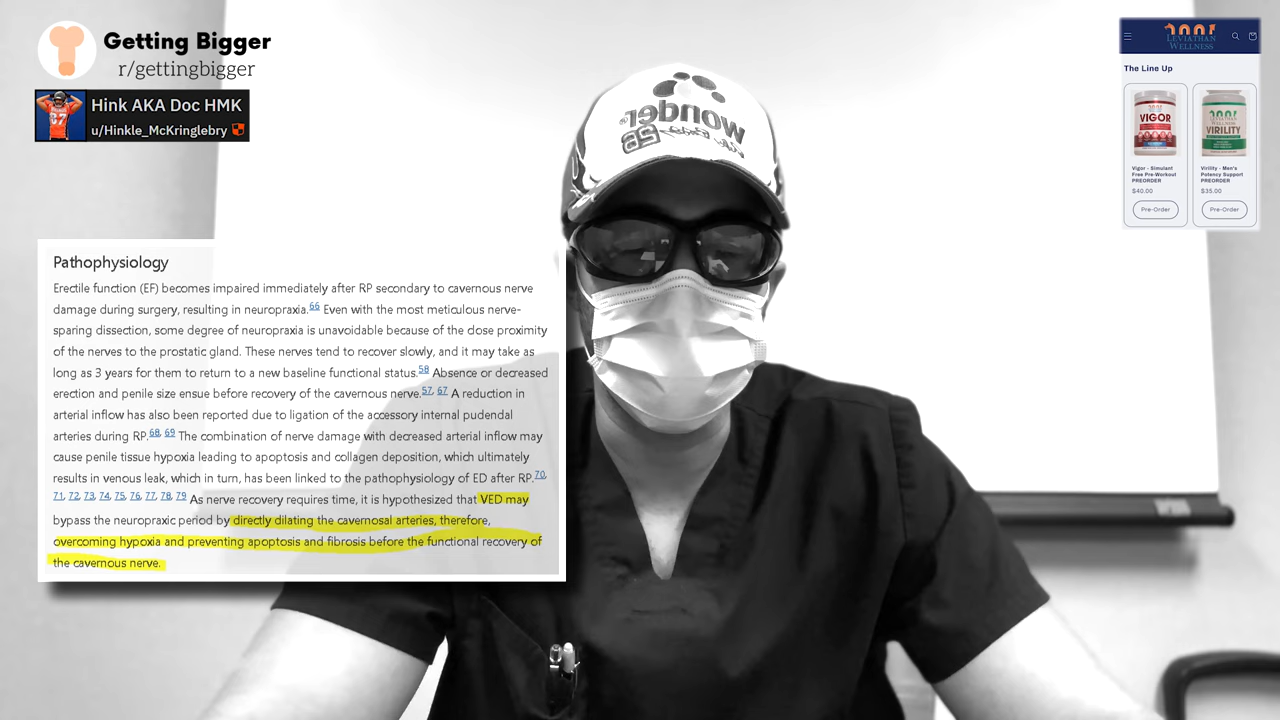 Getting Bigger
r/gettingbigger
Hink AKA Doc HMK
u/Hinkle_McKringlebry
LEVIATHAN
WELLNESS
The Line Up
VIGOR
VIRILITY
Vigor - Simulant
Free Pre-Workout
PREORDER
$40.00
Pre-Order
Virility - Men's
Potency Support
PREORDER
$35.00
Pre-Order
wonder
Pathophysiology
Erectile function (EF) becomes impaired immediately after RP secondary to cavernous nerve
damage during surgery, resulting in neuropraxia.66 Even with the most meticulous nerve-
sparing dissection, some degree of neuropraxia is unavoidable because of the close proximity
of the nerves to the prostatic gland. These nerves tend to recover slowly, and it may take as
long as 3 years for them to return to a new baseline functional status.58 Absence or decreased
erection and penile size ensue before recovery of the cavernous nerve.57, 67 A reduction in
arterial inflow has also been reported due to ligation of the accessory internal pudendal
arteries during RP.68, 69 The combination of nerve damage with decreased arterial inflow may
cause penile tissue hypoxia leading to apoptosis and collagen deposition, which ultimately
results in venous leak, which in turn, has been linked to the pathophysiology of ED after RP.70,
71, 72, 73, 74, 75, 76, 77, 78, 79 As nerve recovery requires time, it is hypothesized that VED may
bypass the neuropraxic period by directly dilating the cavernosal arteries, therefore,
overcoming hypoxia and preventing apoptosis and fibrosis before the functional recovery of
the cavernous nerve.